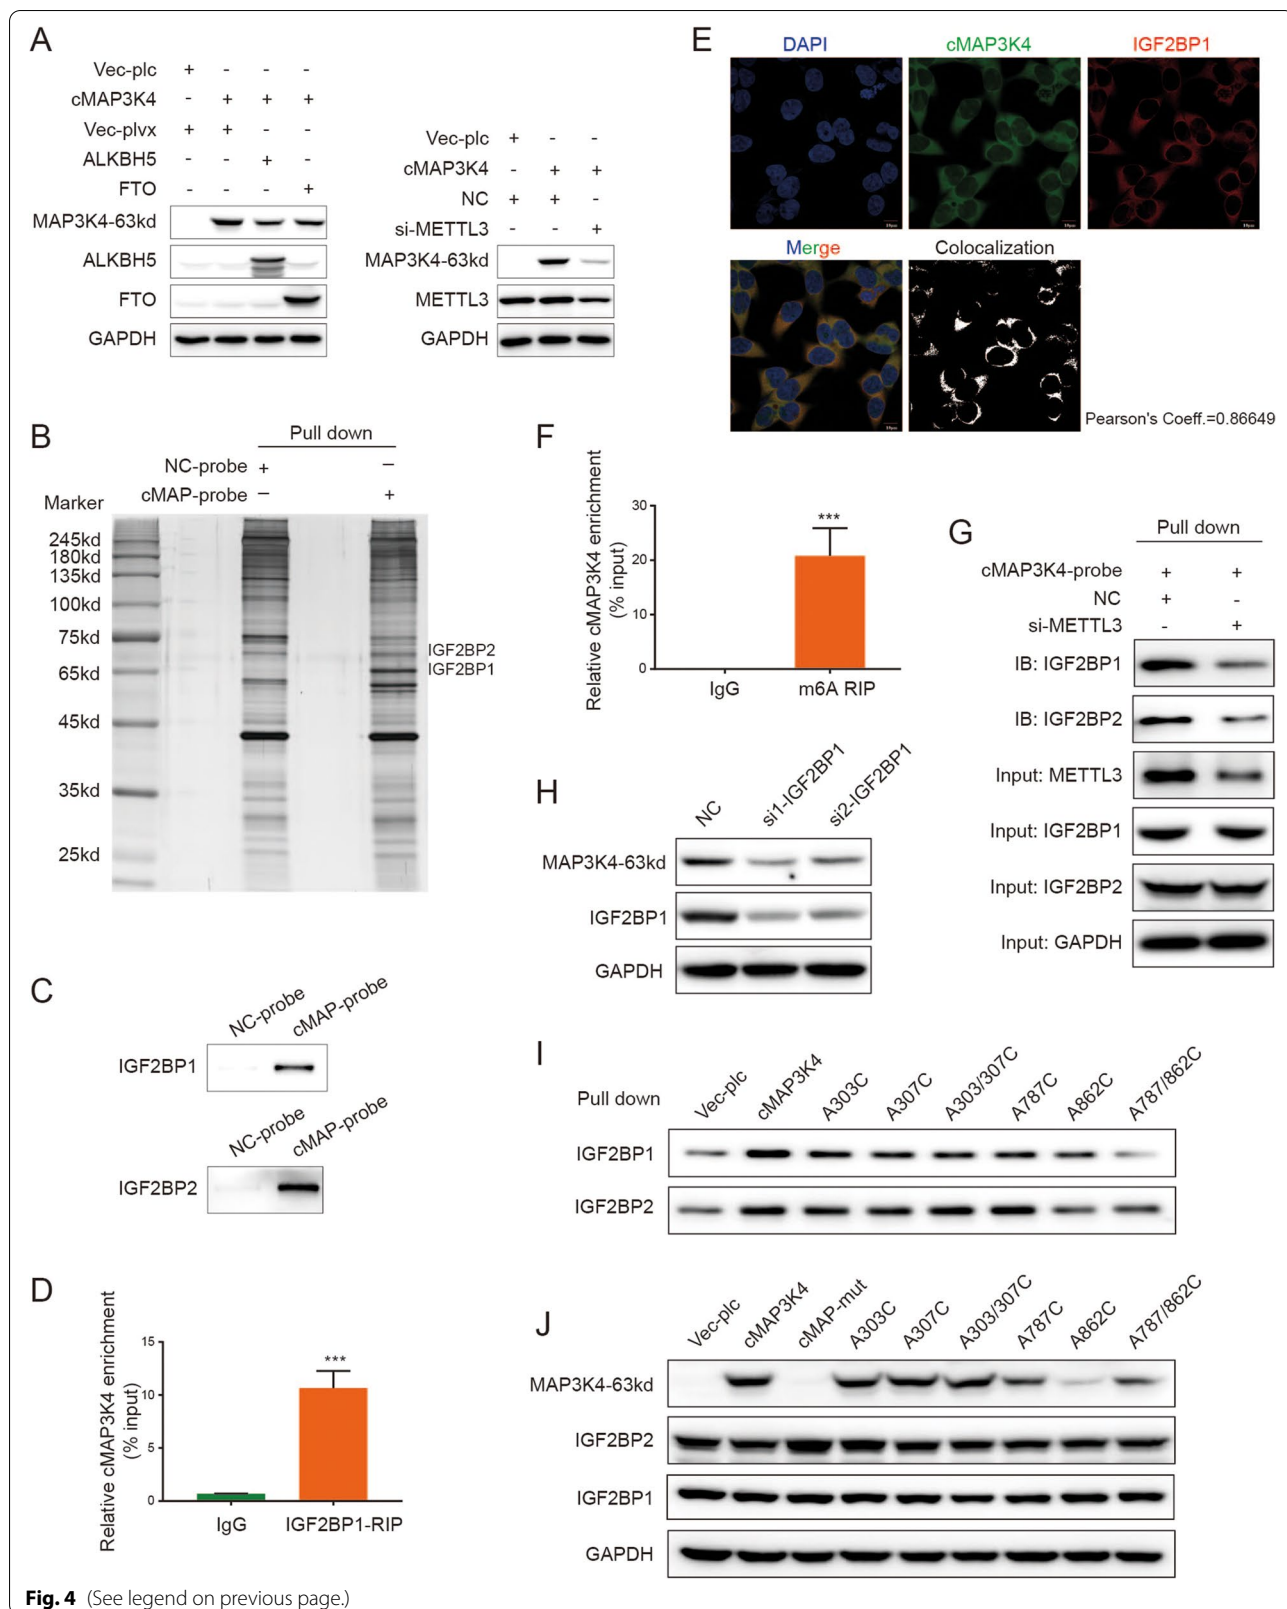 A
Vec-plc + - - -
cMAP3K4 - + + +
Vec-plvx + + - -
ALKBH5 - - + -
FTO - - - +
MAP3K4-63kd
ALKBH5
FTO
GAPDH
Vec-plc + - -
cMAP3K4 - + +
NC + + -
si-METTL3 - - +
MAP3K4-63kd
METTL3
GAPDH
B
Pull down
NC-probe + –
Marker cMAP-probe – +
245kd
180kd
135kd
100kd
75kd
65kd
45kd
35kd
25kd
IGF2BP2
IGF2BP1
C
NC-probe cMAP-probe
IGF2BP1
NC-probe cMAP-probe
IGF2BP2
D
Relative cMAP3K4 enrichment
(% input)
15
10
5
0
***
IgG IGF2BP1-RIP
E
DAPI cMAP3K4 IGF2BP1
Merge Colocalization
Pearson's Coeff.=0.86649
F
Relative cMAP3K4 enrichment
(% input)
30
20
10
0
***
IgG m6A RIP
G
Pull down
cMAP3K4-probe + +
NC + -
si-METTL3 - +
IB: IGF2BP1
IB: IGF2BP2
Input: METTL3
Input: IGF2BP1
Input: IGF2BP2
Input: GAPDH
H
NC si1-IGF2BP1 si2-IGF2BP1
MAP3K4-63kd
IGF2BP1
GAPDH
I
Pull down Vec-plc cMAP3K4 A303C A307C A303/307C A787C A862C A787/862C
IGF2BP1
IGF2BP2
J
Vec-plc cMAP3K4 cMAP-mut A303C A307C A303/307C A787C A862C A787/862C
MAP3K4-63kd
IGF2BP2
IGF2BP1
GAPDH
Fig. 4 (See legend on previous page.)